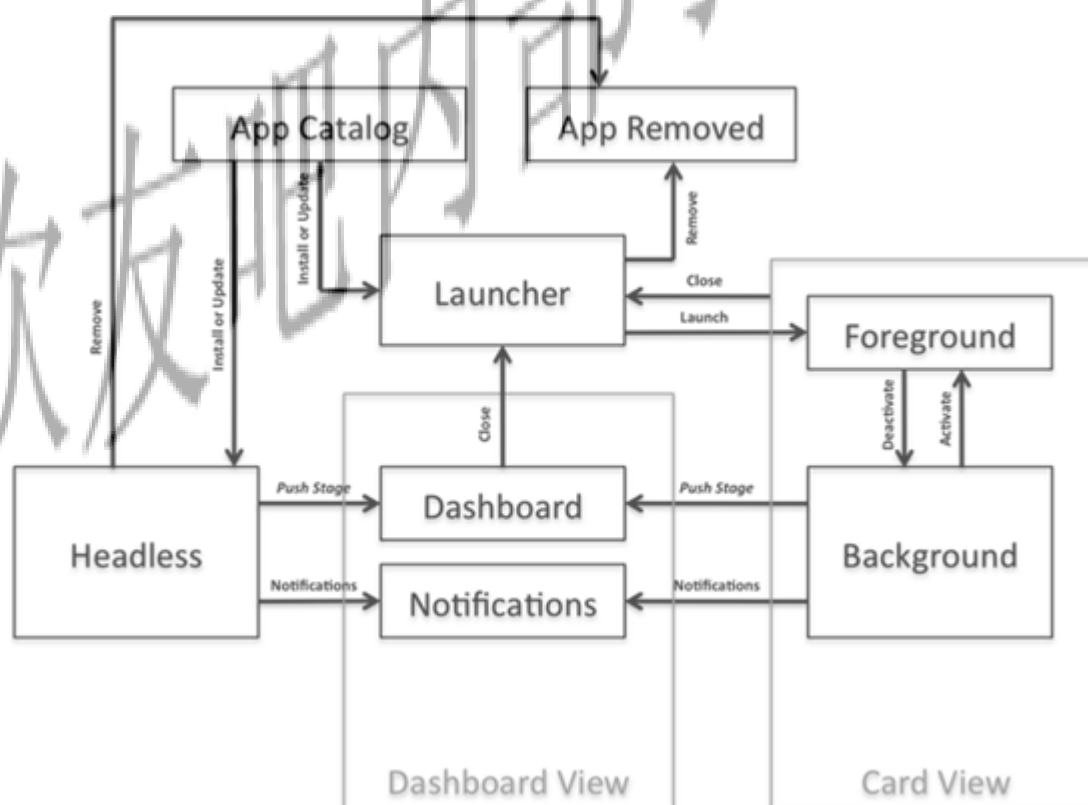 App Catalog
App Removed
Install or Update
Remove
Launcher
Close
Launch
Foreground
Remove
Install or Update
Close
Deactivate
Activate
Headless
Push Stage
Dashboard
Push Stage
Background
Notifications
Notifications
Notifications
Dashboard View
Card View